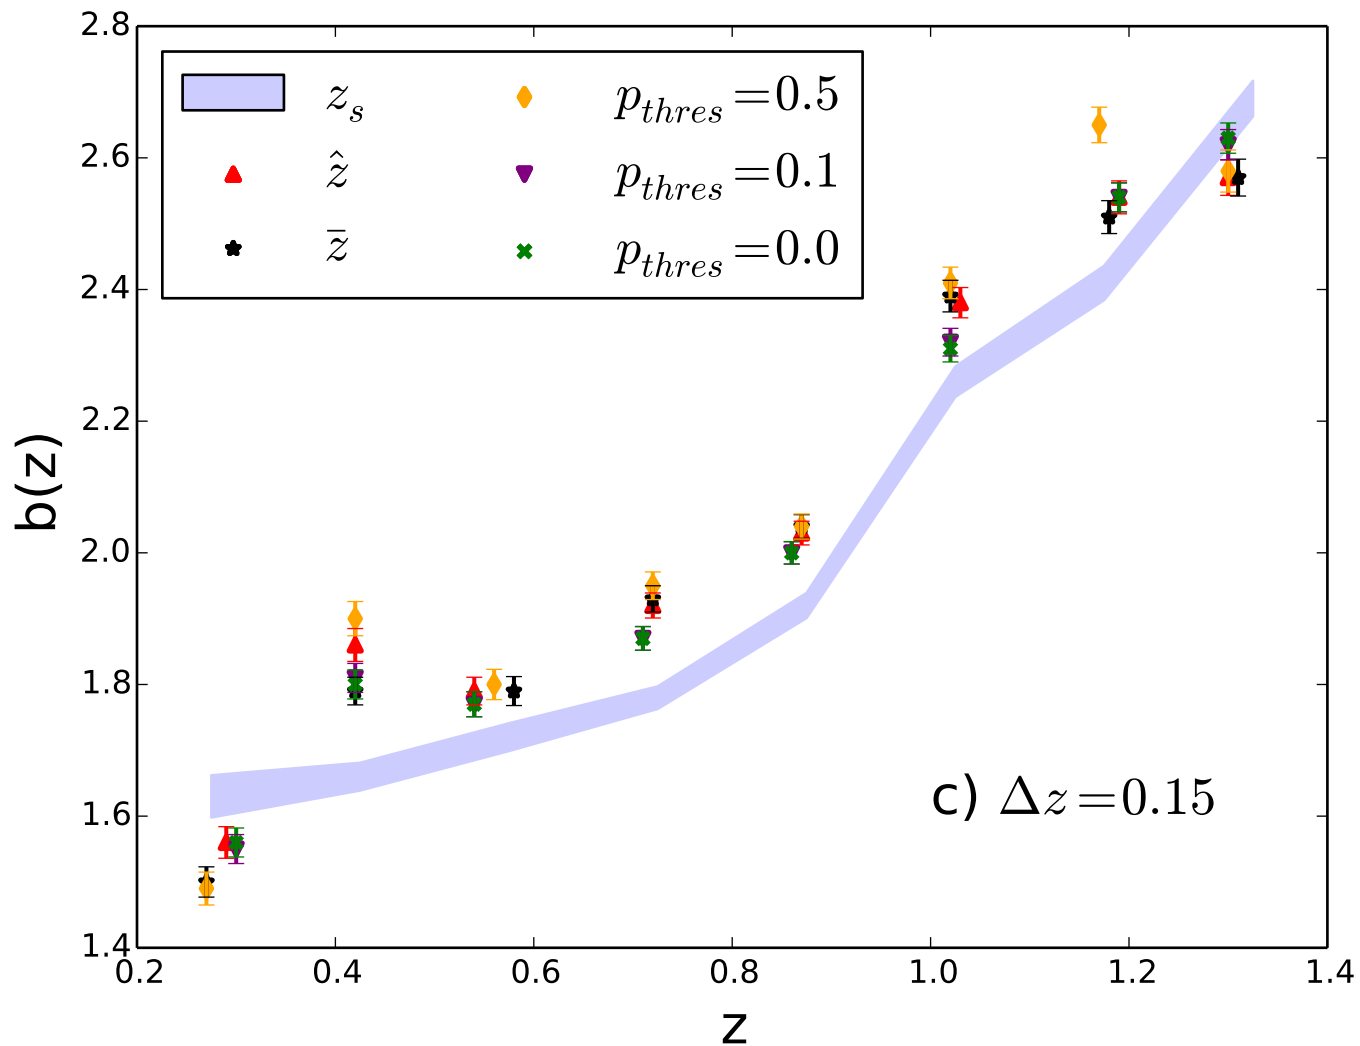 2.8
2.6
2.4
2.2
2.0
1.8
1.6
1.4
b(z)
z_s
ẑ
z̄
p_thres=0.5
p_thres=0.1
p_thres=0.0
c) Δz=0.15
0.2 0.4 0.6 0.8 1.0 1.2 1.4
z